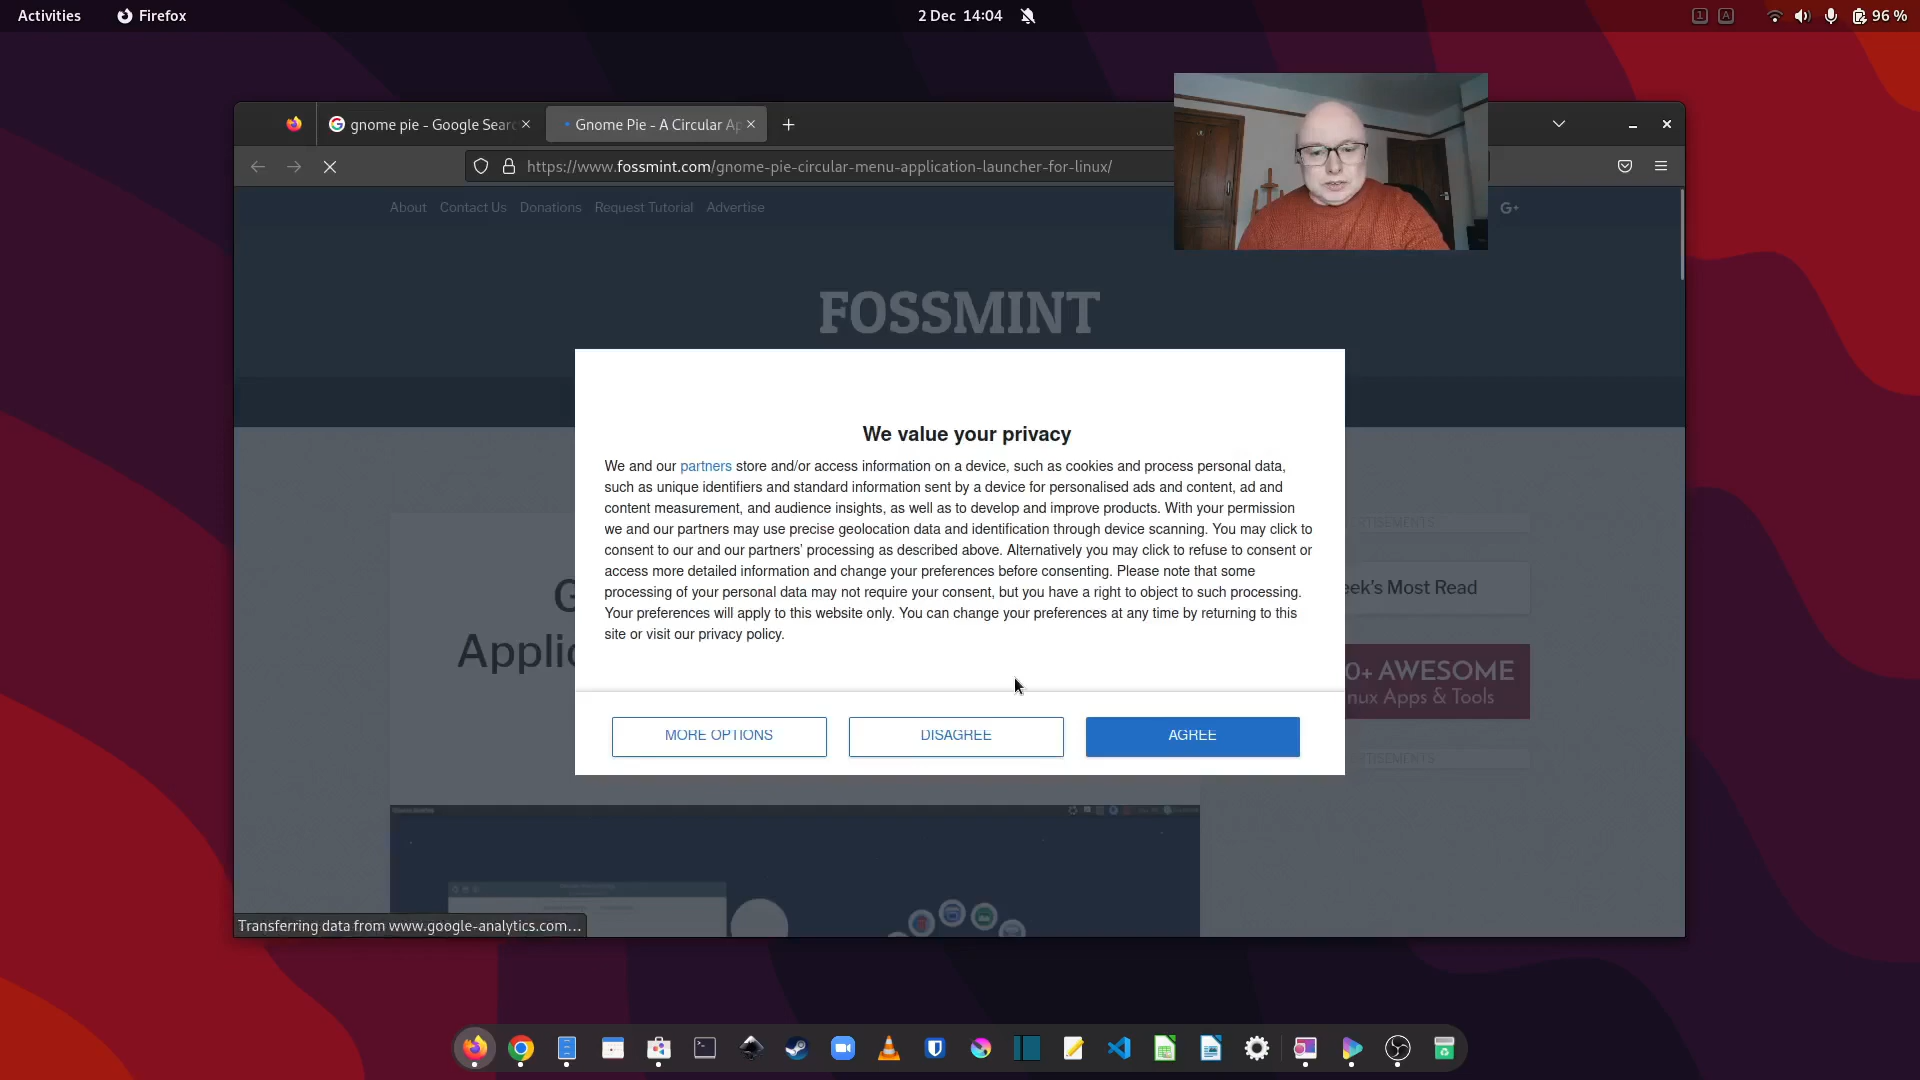 Activities
Firefox
2 Dec 14:04
1
A
96 %
gnome pie - Google Searc
Gnome Pie - A Circular Ap
https://www.fossmint.com/gnome-pie-circular-menu-application-launcher-for-linux/
About
Contact Us
Donations
Request Tutorial
Advertise
G+
FOSSMINT
We value your privacy
We and our partners store and/or access information on a device, such as cookies and process personal data,
such as unique identifiers and standard information sent by a device for personalised ads and content, ad and
content measurement, and audience insights, as well as to develop and improve products. With your permission
we and our partners may use precise geolocation data and identification through device scanning. You may click to
consent to our and our partners' processing as described above. Alternatively you may click to refuse to consent or
access more detailed information and change your preferences before consenting. Please note that some
processing of your personal data may not require your consent, but you have a right to object to such processing.
Your preferences will apply to this website only. You can change your preferences at any time by returning to this
site or visit our privacy policy.
MORE OPTIONS
DISAGREE
AGREE
G
Applic
TISEMENTS
eek's Most Read
0+ AWESOME
nux Apps & Tools
TISEMENTS
Transferring data from www.google-analytics.com…